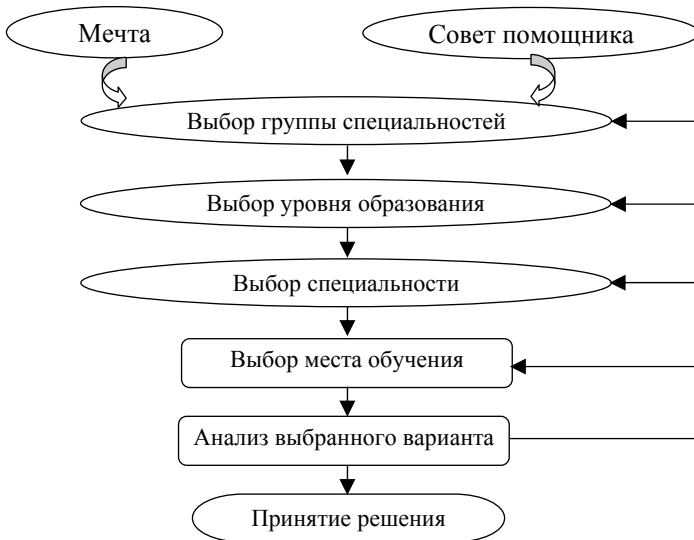 Мечта
Совет помощника
Выбор группы специальностей
Выбор уровня образования
Выбор специальности
Выбор места обучения
Анализ выбранного варианта
Принятие решения